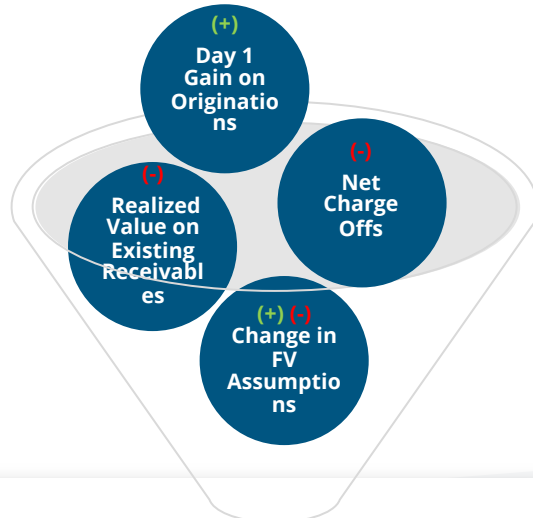 (+)
Day 1
Gain on
Originatio
ns
(-)
Net
Charge
Offs
(-)
Realized
Value on
Existing
Receivabl
es
(+) (-)
Change in
FV
Assumptio
ns